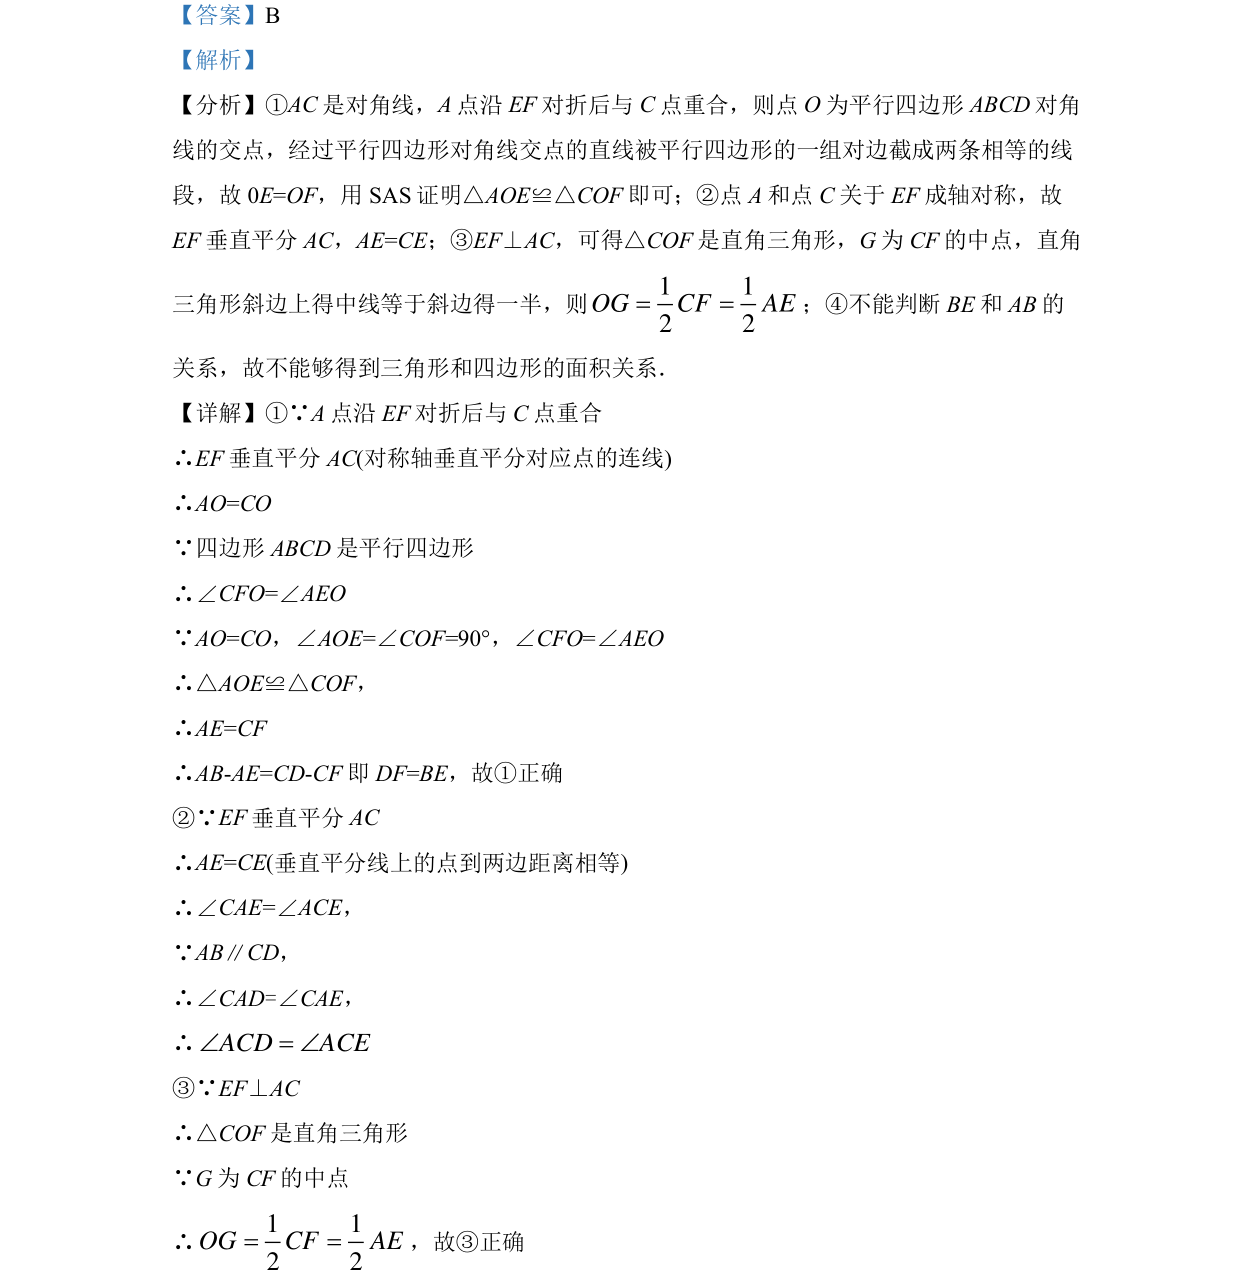 【答案】B
【解析】
【分析】①AC 是对角线，A 点沿 EF 对折后与 C 点重合，则点 O 为平行四边形 ABCD 对角
线的交点，经过平行四边形对角线交点的直线被平行四边形的一组对边截成两条相等的线
段，故 0E=OF，用 SAS 证明△AOE≌△COF 即可；②点 A 和点 C 关于 EF 成轴对称，故
EF 垂直平分 AC，AE=CE；③EF⊥AC，可得△COF 是直角三角形，G 为 CF 的中点，直角
三角形斜边上得中线等于斜边得一半，则 OG = 1/2 CF = 1/2 AE；④不能判断 BE 和 AB 的
关系，故不能够得到三角形和四边形的面积关系．
【详解】①∵A 点沿 EF 对折后与 C 点重合
∴EF 垂直平分 AC(对称轴垂直平分对应点的连线)
∴AO=CO
∵四边形 ABCD 是平行四边形
∴∠CFO=∠AEO
∵AO=CO，∠AOE=∠COF=90°，∠CFO=∠AEO
∴△AOE≌△COF，
∴AE=CF
∴AB-AE=CD-CF 即 DF=BE，故①正确
②∵EF 垂直平分 AC
∴AE=CE(垂直平分线上的点到两边距离相等)
∴∠CAE=∠ACE，
∵AB∥CD，
∴∠CAD=∠CAE，
∴∠ACD = ∠ACE
③∵EF⊥AC
∴△COF 是直角三角形
∵G 为 CF 的中点
∴OG = 1/2 CF = 1/2 AE，故③正确